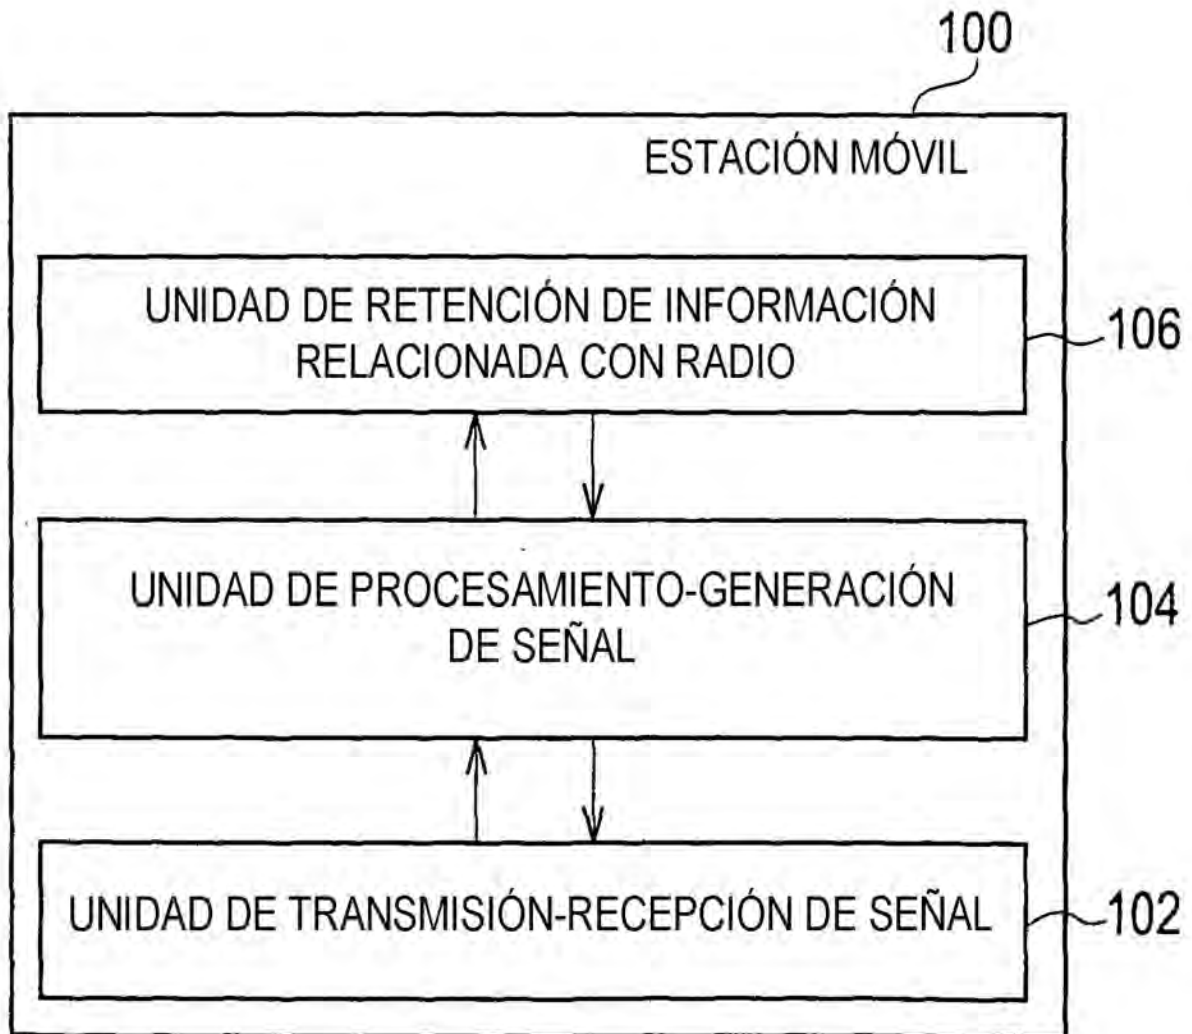 100
ESTACIÓN MÓVIL
UNIDAD DE RETENCIÓN DE INFORMACIÓN
RELACIONADA CON RADIO
106
UNIDAD DE PROCESAMIENTO-GENERACIÓN
DE SEÑAL
104
UNIDAD DE TRANSMISIÓN-RECEPCIÓN DE SEÑAL
102